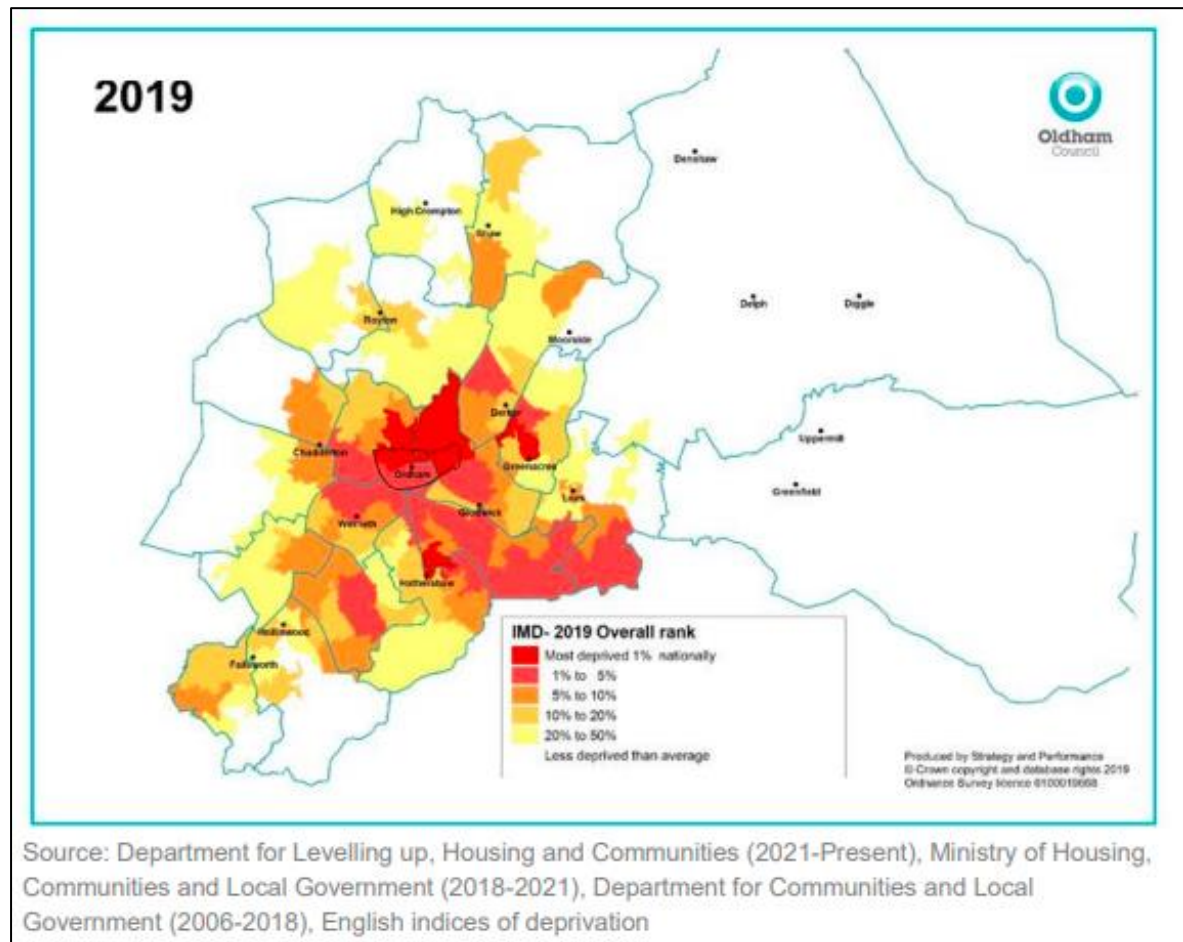 2019
Oldham
Council
Denshaw
High Crompton
Shaw
Delph
Diggle
Royton
Moorside
Derker
Uppermill
Chadderton
Greenacres
Oldham
Greenfield
Lees
Glodwick
Werneth
Hathershaw
Hollinwood
Failsworth
IMD- 2019 Overall rank
Most deprived 1% nationally
1% to 5%
5% to 10%
10% to 20%
20% to 50%
Less deprived than average
Produced by Strategy and Performance
© Crown copyright and database rights 2019
Ordnance Survey licence 0100019668
Source: Department for Levelling up, Housing and Communities (2021-Present), Ministry of Housing,
Communities and Local Government (2018-2021), Department for Communities and Local
Government (2006-2018), English indices of deprivation